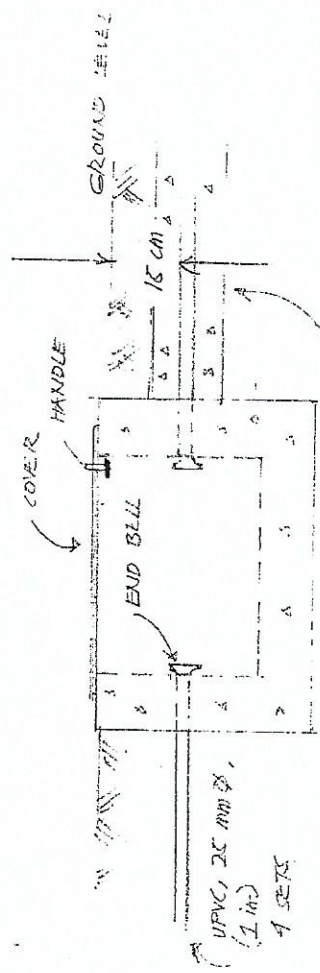 COVER
HANDLE
GROUND LEVEL
15 cm
END BELL
UPVC, 25 mm Ø,
(1 in.)
4 SETS